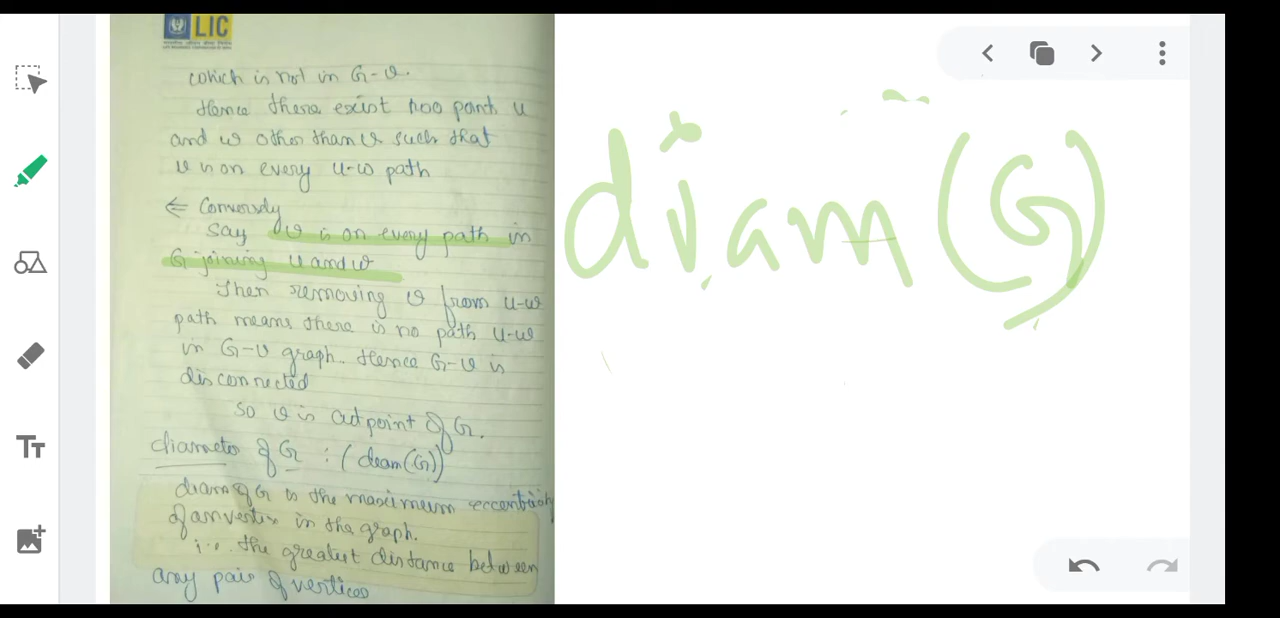 LIC
which is not in G-v.
Hence there exist two point u
and w other than v such that
v is on every u-w path
⇐ Conversly
Say v is on every path in
G joining u and w
Then removing v from u-w
path means there is no path u-w
in G-v graph. Hence G-v is
disconnected
So v is cutpoint of G.
diameter of G : (diam(G))
diam of G is the maximum eccentricity
of any vertex in the graph.
i.e. the greatest distance between
any pair of vertices
diam (G)
TT